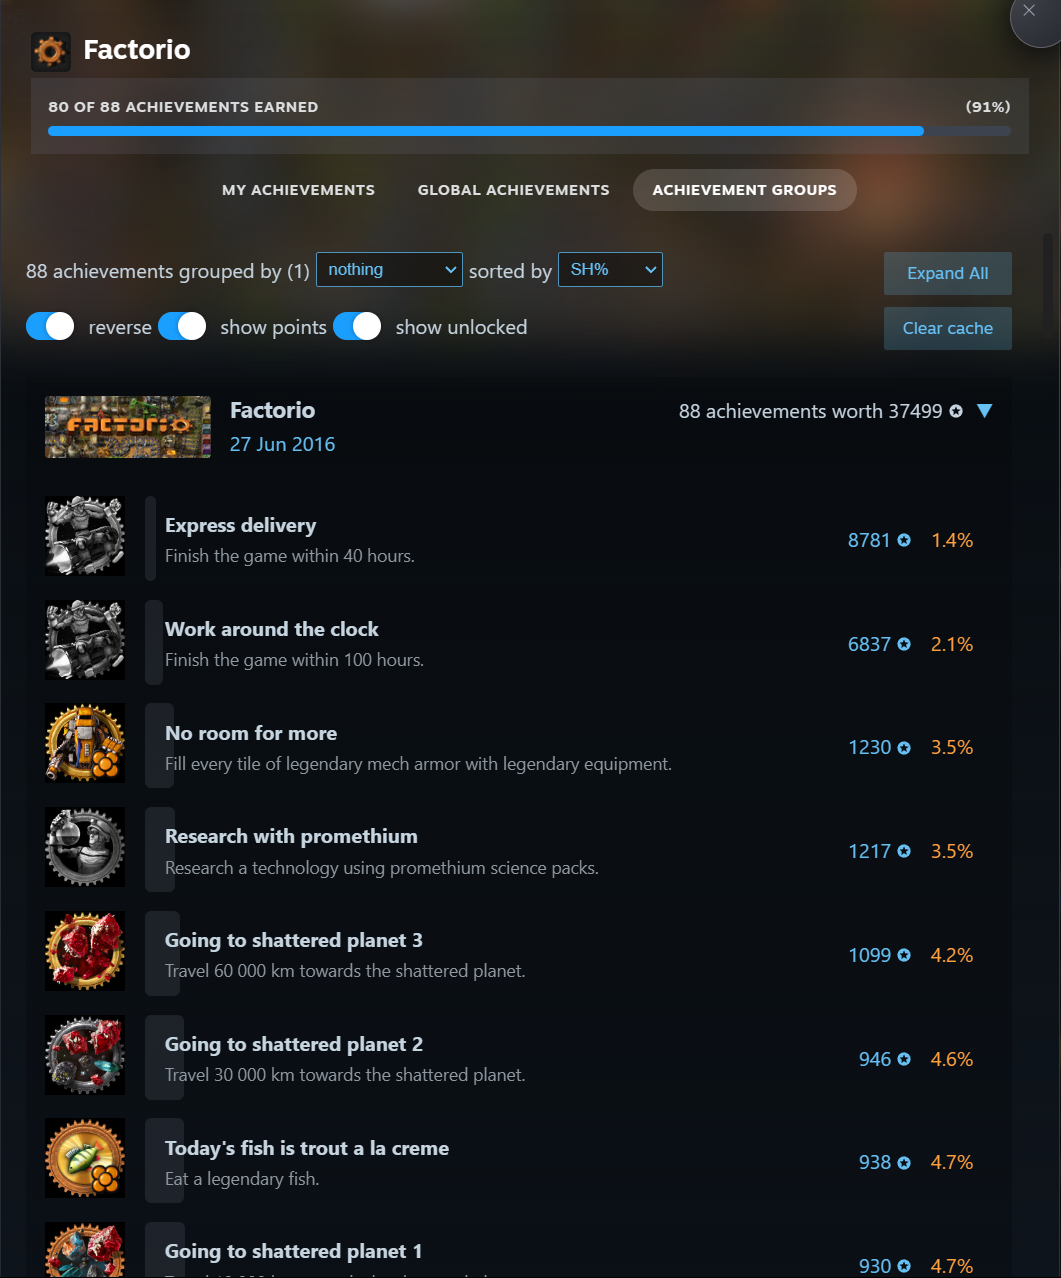 Factorio
80 OF 88 ACHIEVEMENTS EARNED (91%)
MY ACHIEVEMENTS GLOBAL ACHIEVEMENTS ACHIEVEMENT GROUPS
88 achievements grouped by (1) nothing sorted by SH% Expand All
reverse show points show unlocked Clear cache
FACTORIO
Factorio 88 achievements worth 37499
27 Jun 2016
Express delivery
Finish the game within 40 hours.
8781 1.4%
Work around the clock
Finish the game within 100 hours.
6837 2.1%
No room for more
Fill every tile of legendary mech armor with legendary equipment.
1230 3.5%
Research with promethium
Research a technology using promethium science packs.
1217 3.5%
Going to shattered planet 3
Travel 60 000 km towards the shattered planet.
1099 4.2%
Going to shattered planet 2
Travel 30 000 km towards the shattered planet.
946 4.6%
Today's fish is trout a la creme
Eat a legendary fish.
938 4.7%
Going to shattered planet 1
930 4.7%